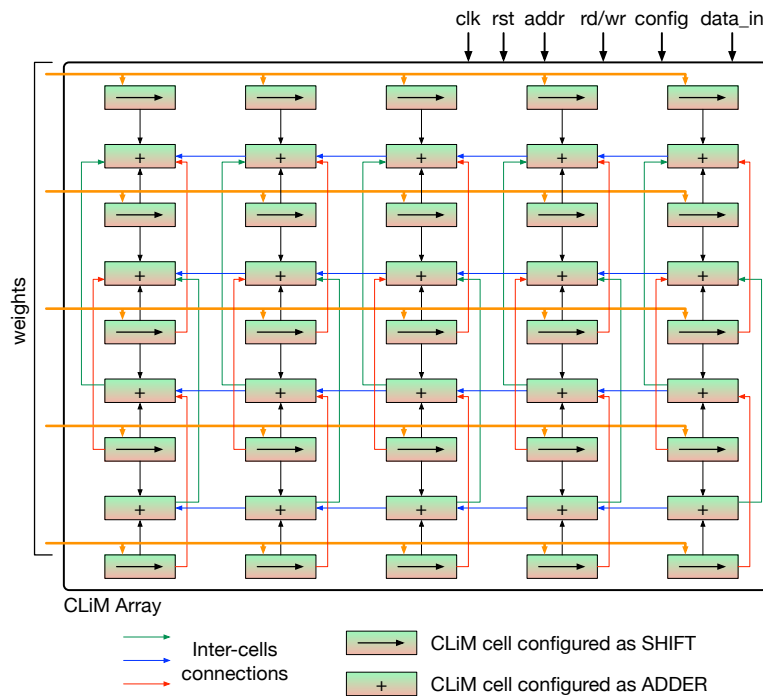 clk rst addr rd/wr config data_in
weights
+ + + + +
+ + + + +
+ + + + +
+ + + + +
CLiM Array
Inter-cells
connections
CLiM cell configured as SHIFT
+ CLiM cell configured as ADDER